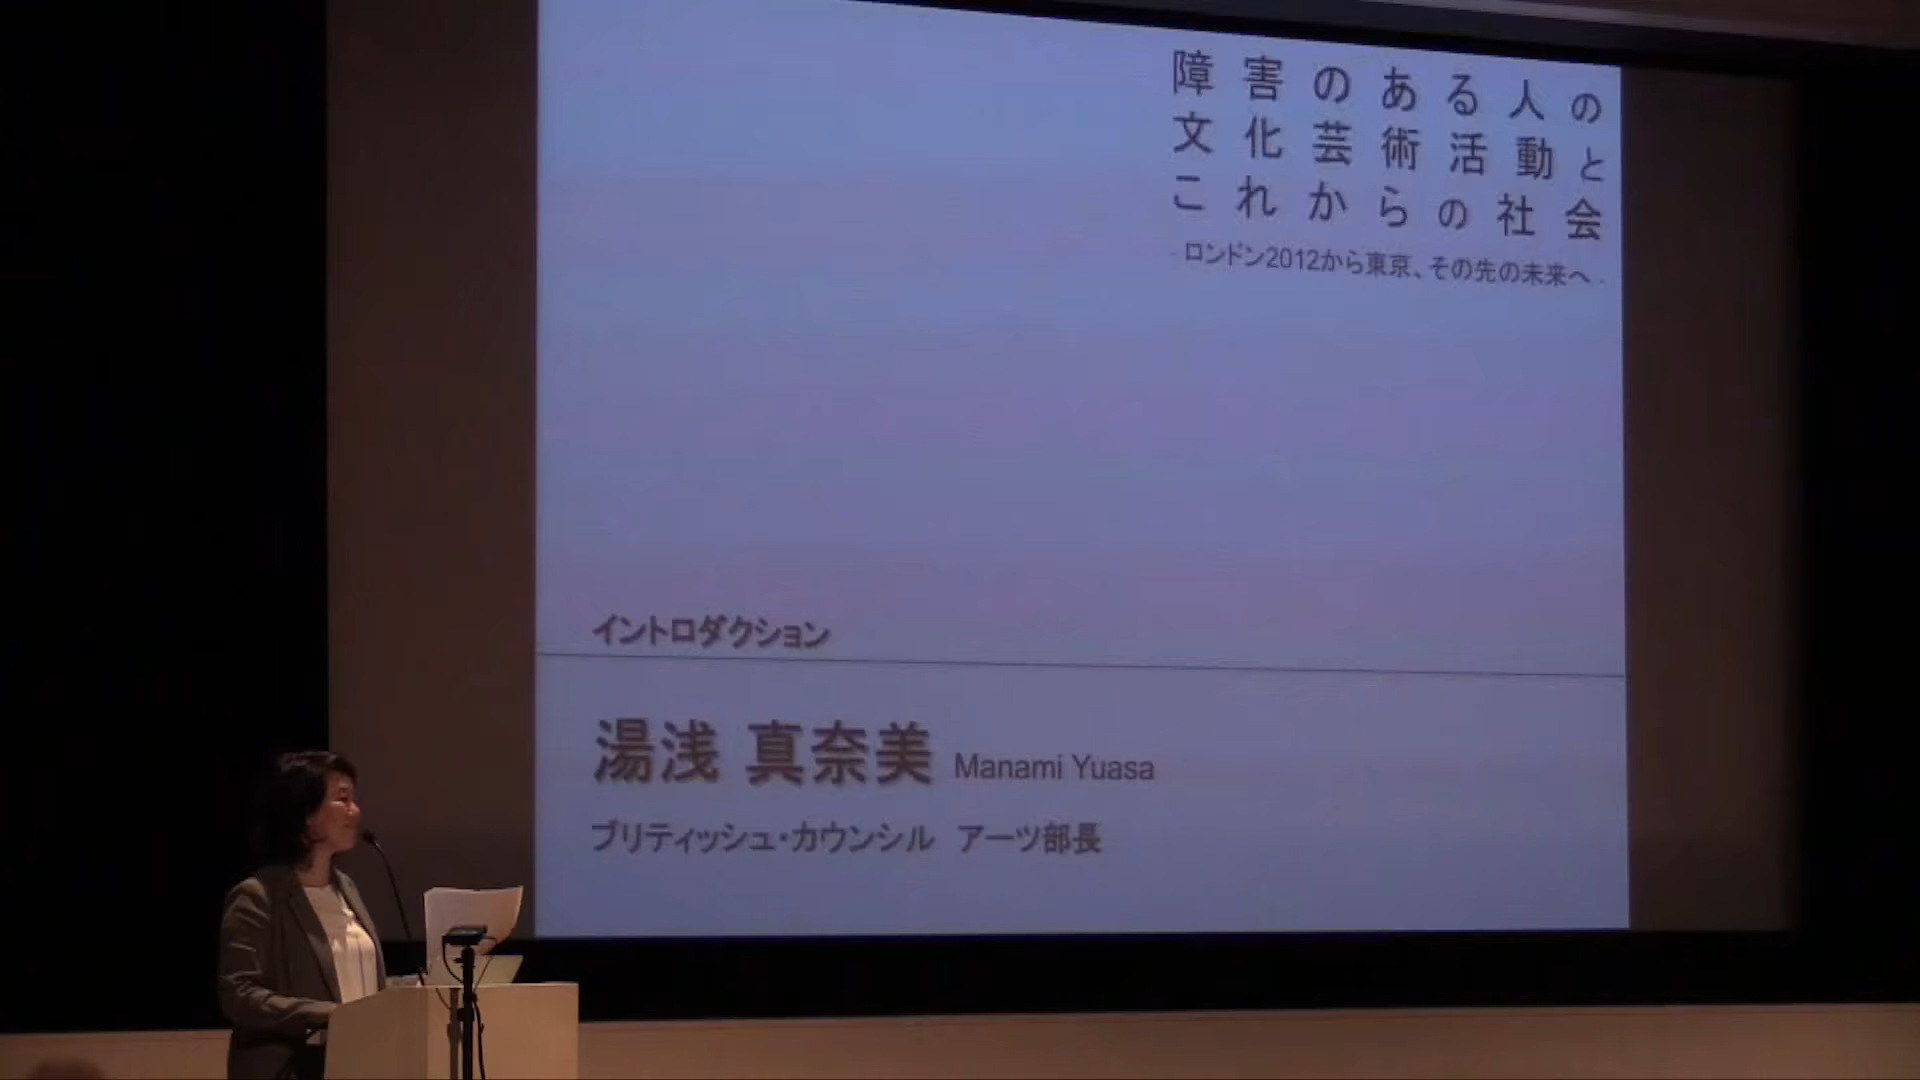 障害のある人の
文化芸術活動と
これからの社会
- ロンドン2012から東京、その先の未来へ -
イントロダクション
湯浅 真奈美 Manami Yuasa
ブリティッシュ・カウンシル アーツ部長